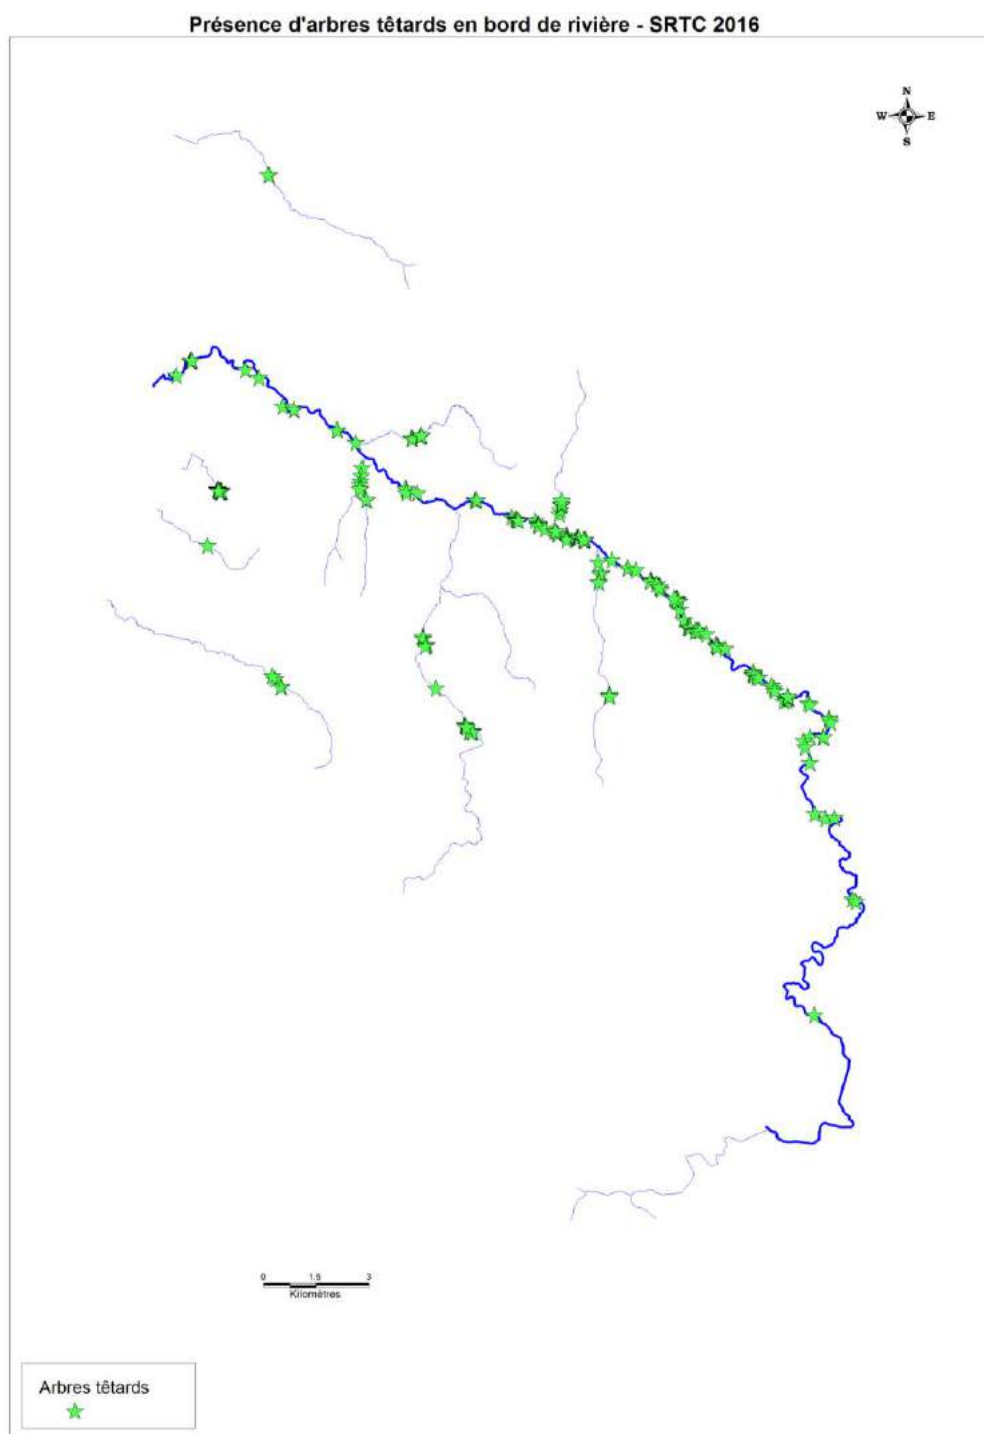 Présence d'arbres têtards en bord de rivière - SRTC 2016
N
W E
S
0 1.5 3
Kilomètres
Arbres têtards